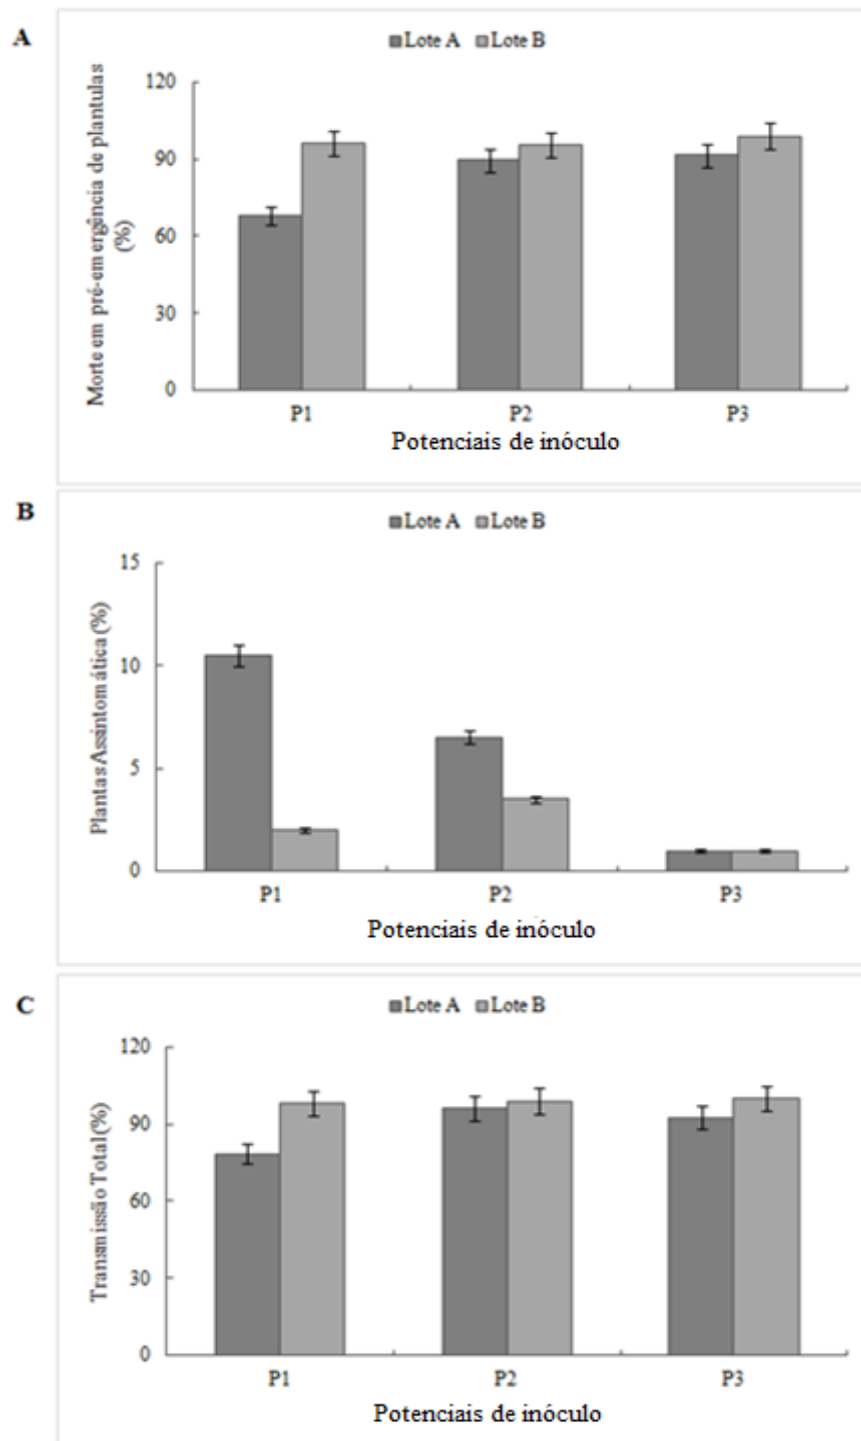 A
Lote A Lote B
Morte em pré-emergência de plantulas
(%)
120
90
60
30
0
P1 P2 P3
Potenciais de inóculo
B
Lote A Lote B
Plantas Assintomática (%)
15
10
5
0
P1 P2 P3
Potenciais de inóculo
C
Lote A Lote B
Transmissão Total (%)
120
90
60
30
0
P1 P2 P3
Potenciais de inóculo